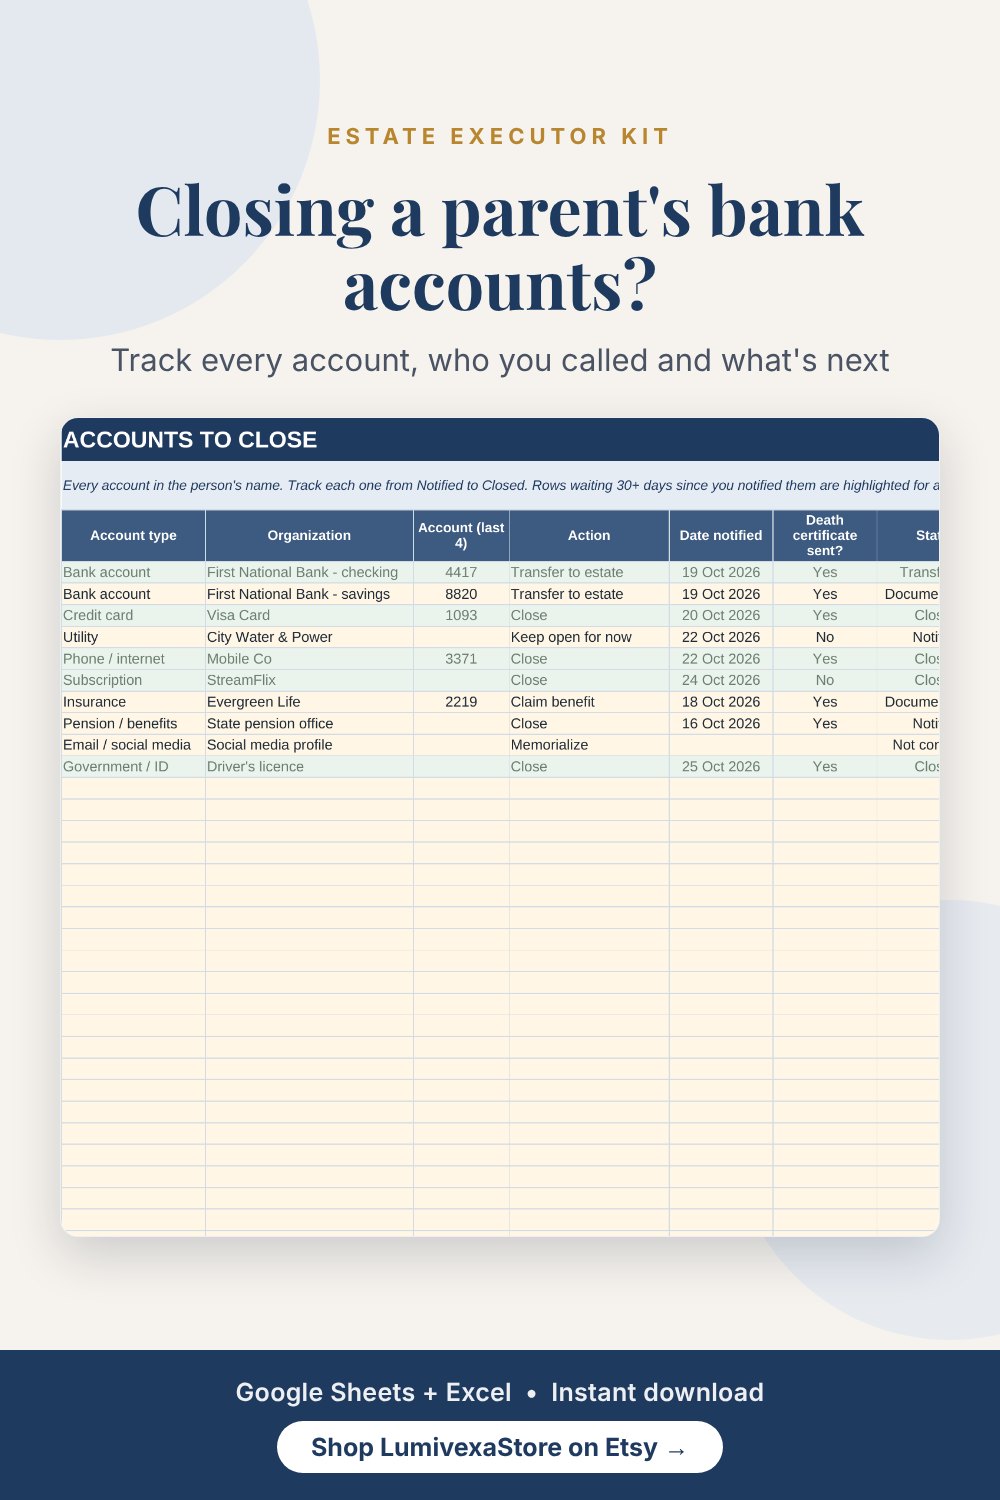 ESTATE EXECUTOR KIT
Closing a parent's bank
accounts?
Track every account, who you called and what's next
ACCOUNTS TO CLOSE
Every account in the person's name. Track each one from Notified to Closed. Rows waiting 30+ days since you notified them are highlighted for
Account type Organization Account (last 4) Action Date notified Death certificate sent?
Bank account First National Bank - checking 4417 Transfer to estate 19 Oct 2026 Yes
Bank account First National Bank - savings 8820 Transfer to estate 19 Oct 2026 Yes
Credit card Visa Card 1093 Close 20 Oct 2026 Yes
Utility City Water & Power Keep open for now 22 Oct 2026 No
Phone / internet Mobile Co 3371 Close 22 Oct 2026 Yes
Subscription StreamFlix Close 24 Oct 2026 No
Insurance Evergreen Life 2219 Claim benefit 18 Oct 2026 Yes
Pension / benefits State pension office Close 16 Oct 2026 Yes
Email / social media Social media profile Memorialize Not
Government / ID Driver's licence Close 25 Oct 2026 Yes
Google Sheets + Excel • Instant download
Shop LumivexaStore on Etsy →